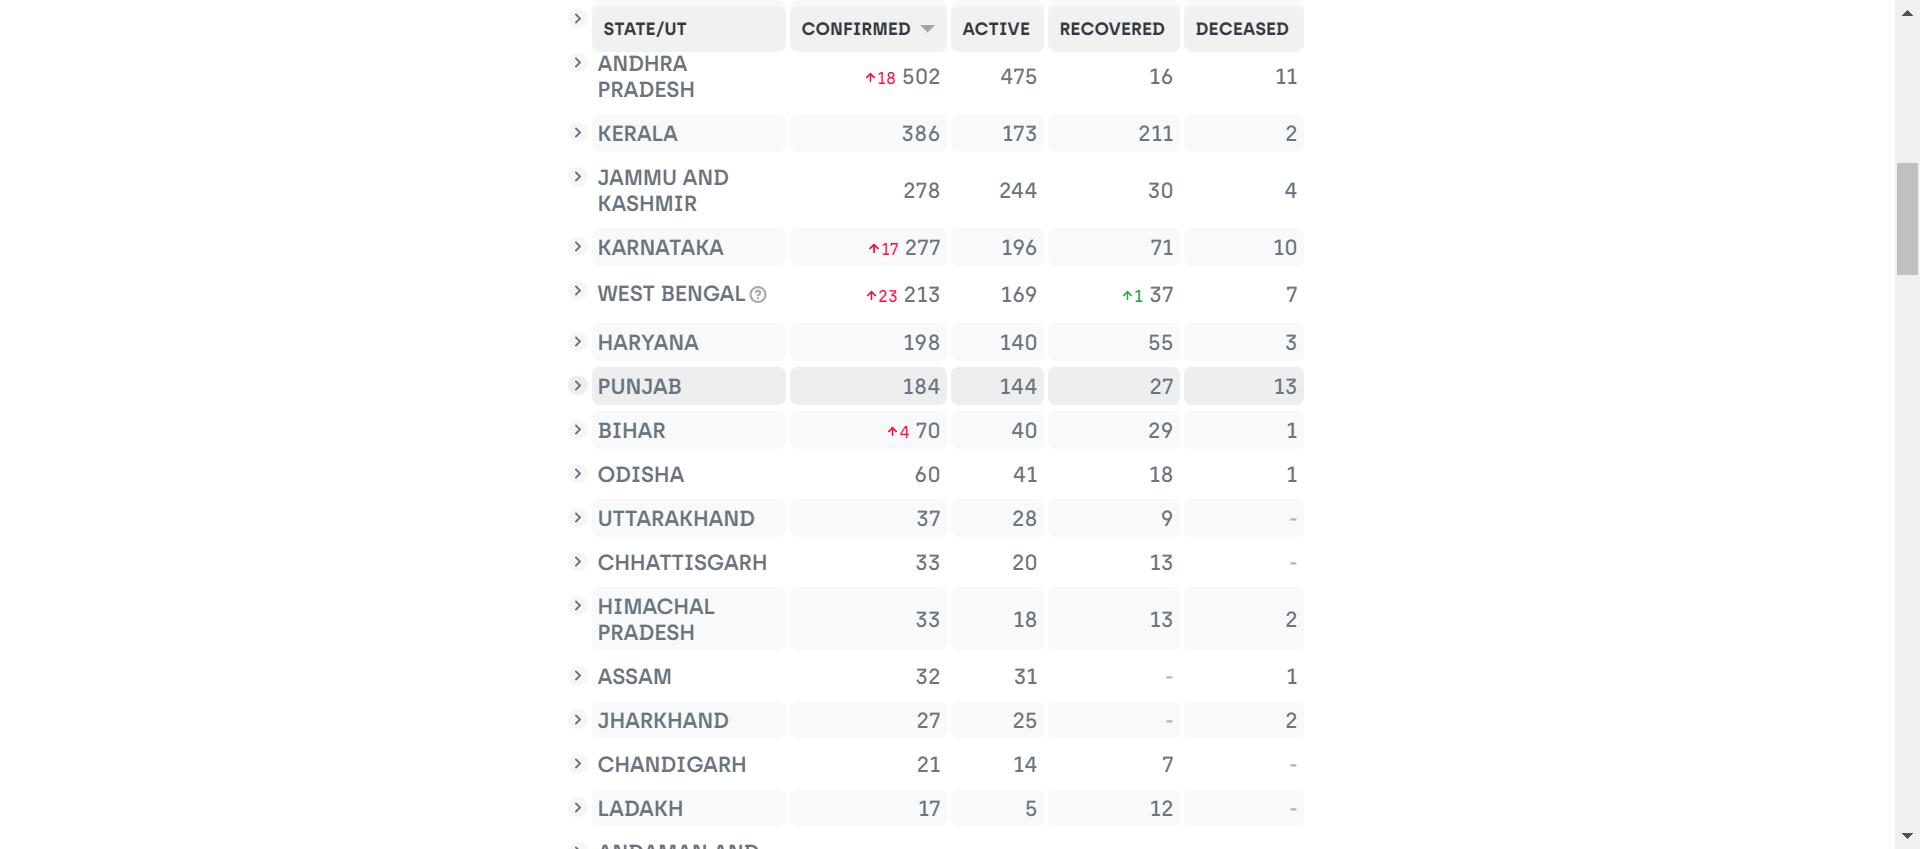 STATE/UT CONFIRMED ACTIVE RECOVERED DECEASED
ANDHRA
PRADESH ↑18 502 475 16 11
KERALA 386 173 211 2
JAMMU AND
KASHMIR 278 244 30 4
KARNATAKA ↑17 277 196 71 10
WEST BENGAL ? ↑23 213 169 ↑1 37 7
HARYANA 198 140 55 3
PUNJAB 184 144 27 13
BIHAR ↑4 70 40 29 1
ODISHA 60 41 18 1
UTTARAKHAND 37 28 9 -
CHHATTISGARH 33 20 13 -
HIMACHAL
PRADESH 33 18 13 2
ASSAM 32 31 - 1
JHARKHAND 27 25 - 2
CHANDIGARH 21 14 7 -
LADAKH 17 5 12 -
ANDAMAN AND